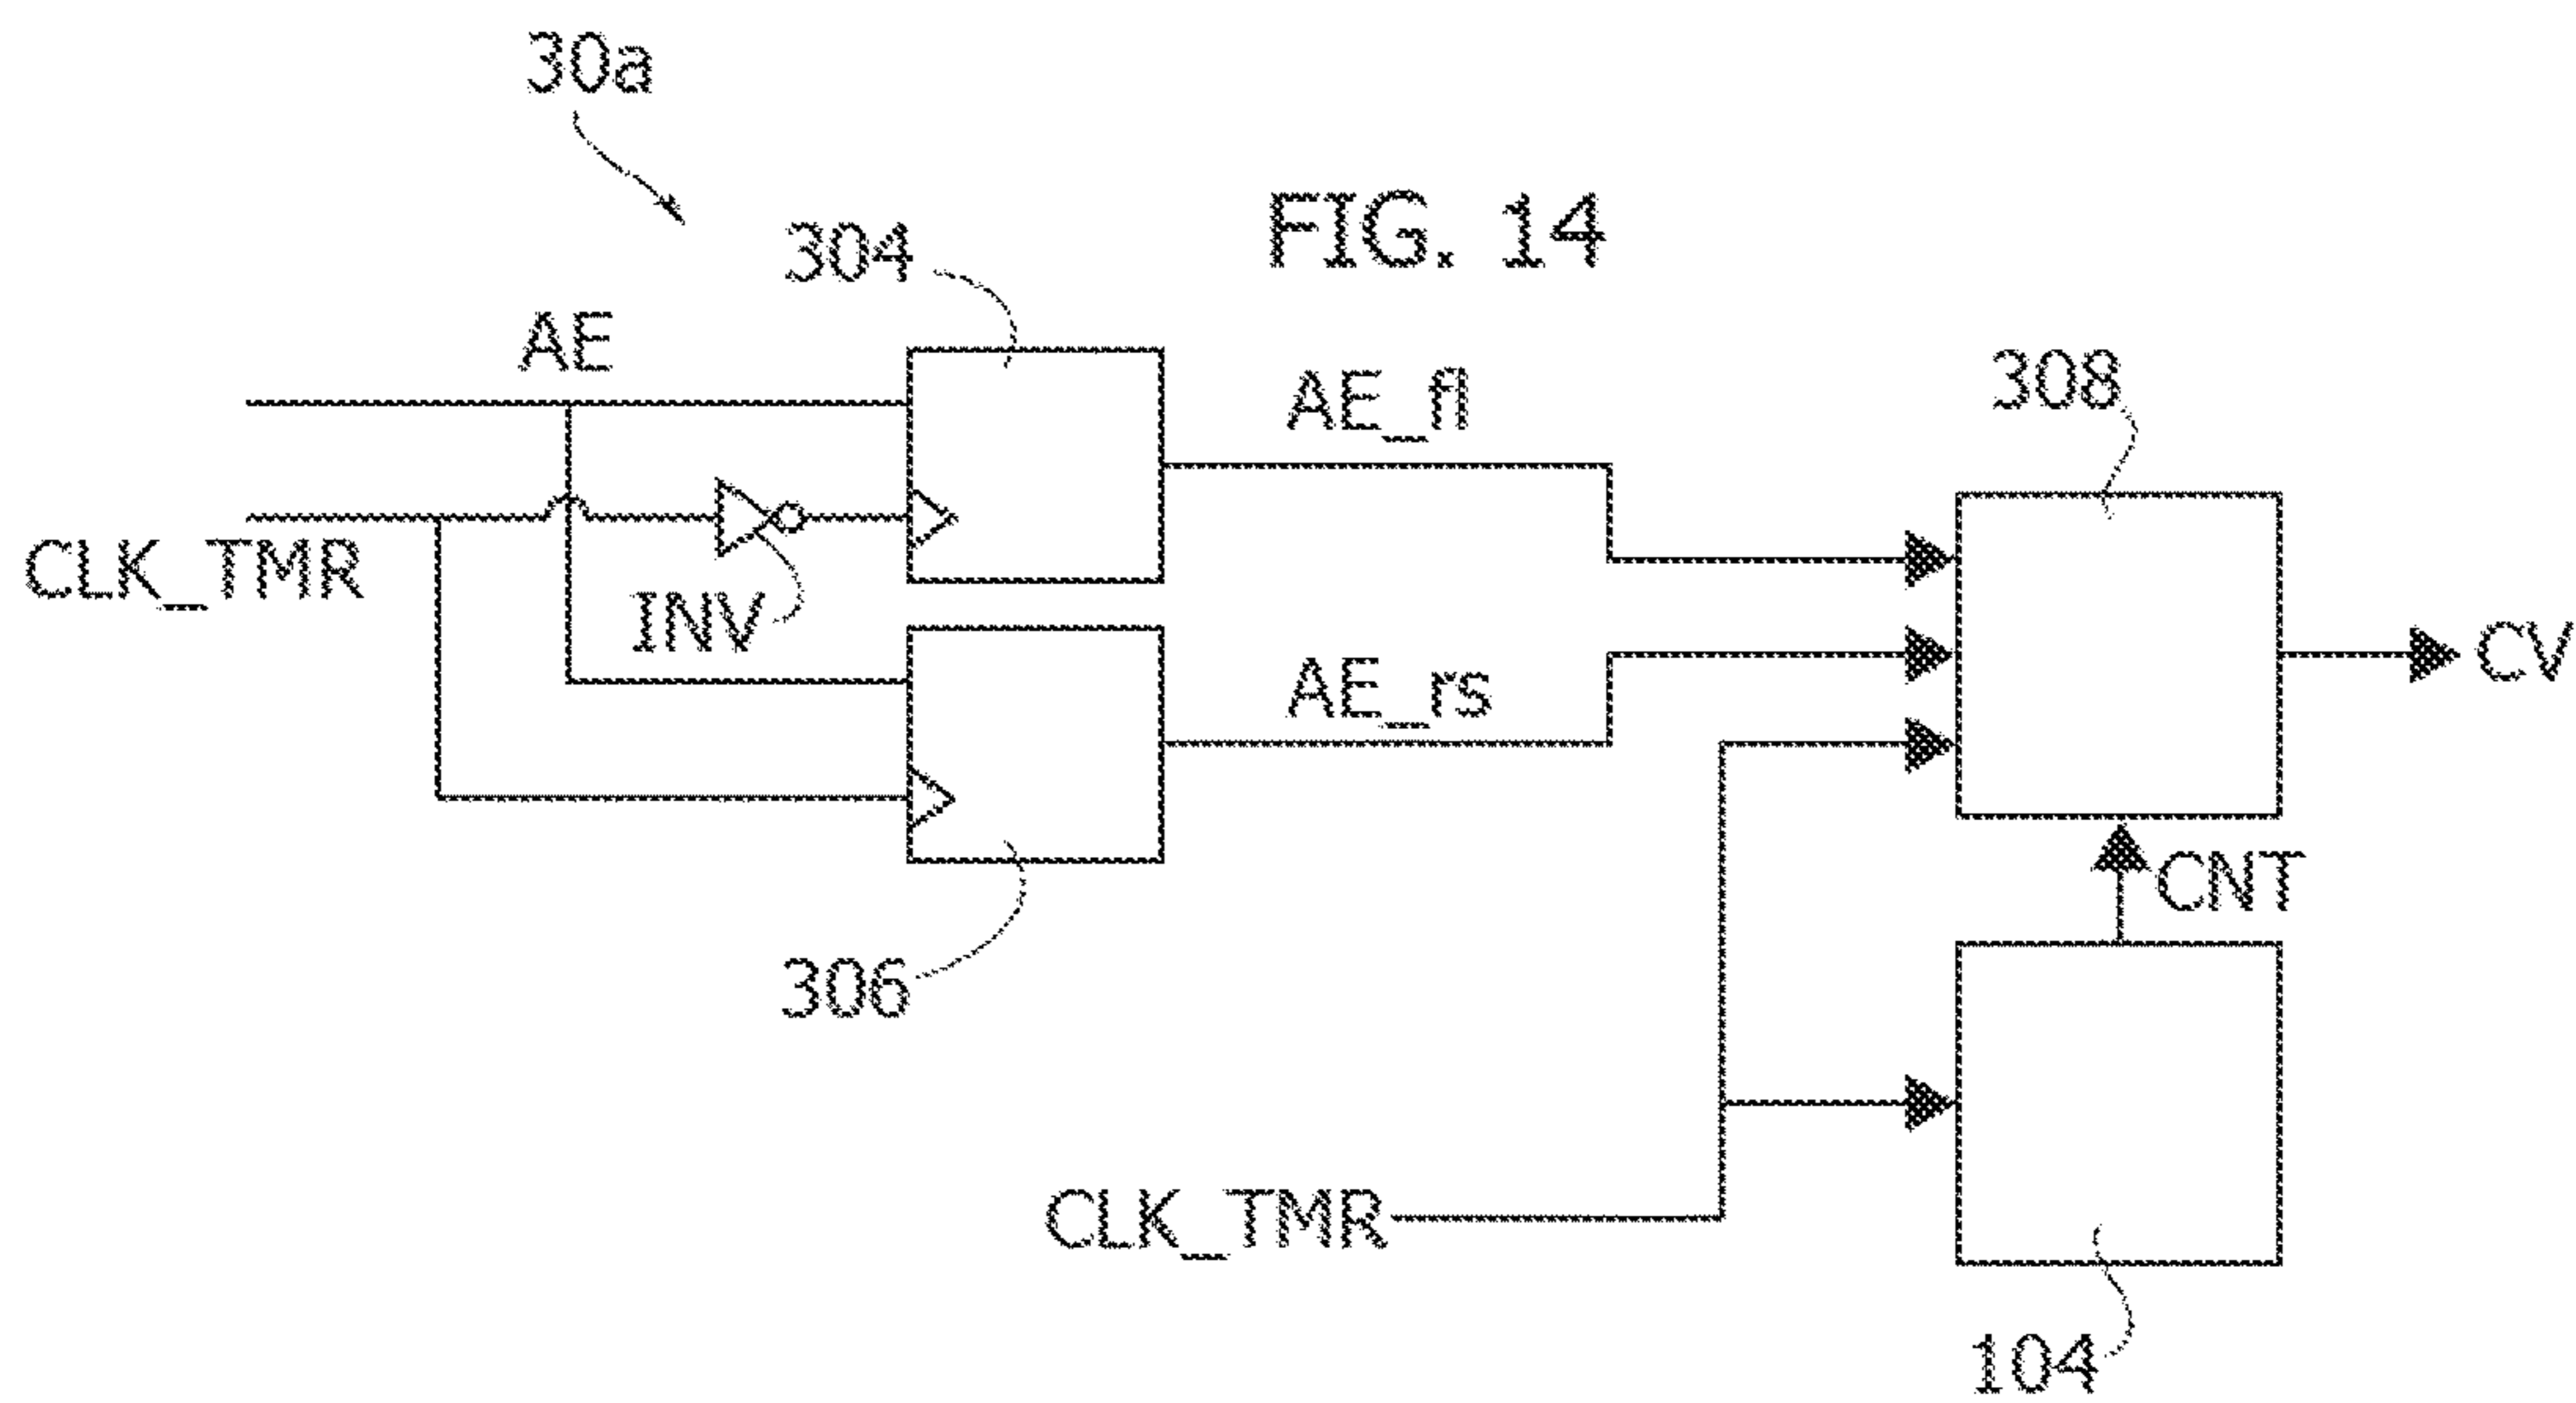 30a
FIG. 14
304
AE
AE_fl
308
CLK_TMR
INV
AE_rs
CV
CNT
306
CLK_TMR
104